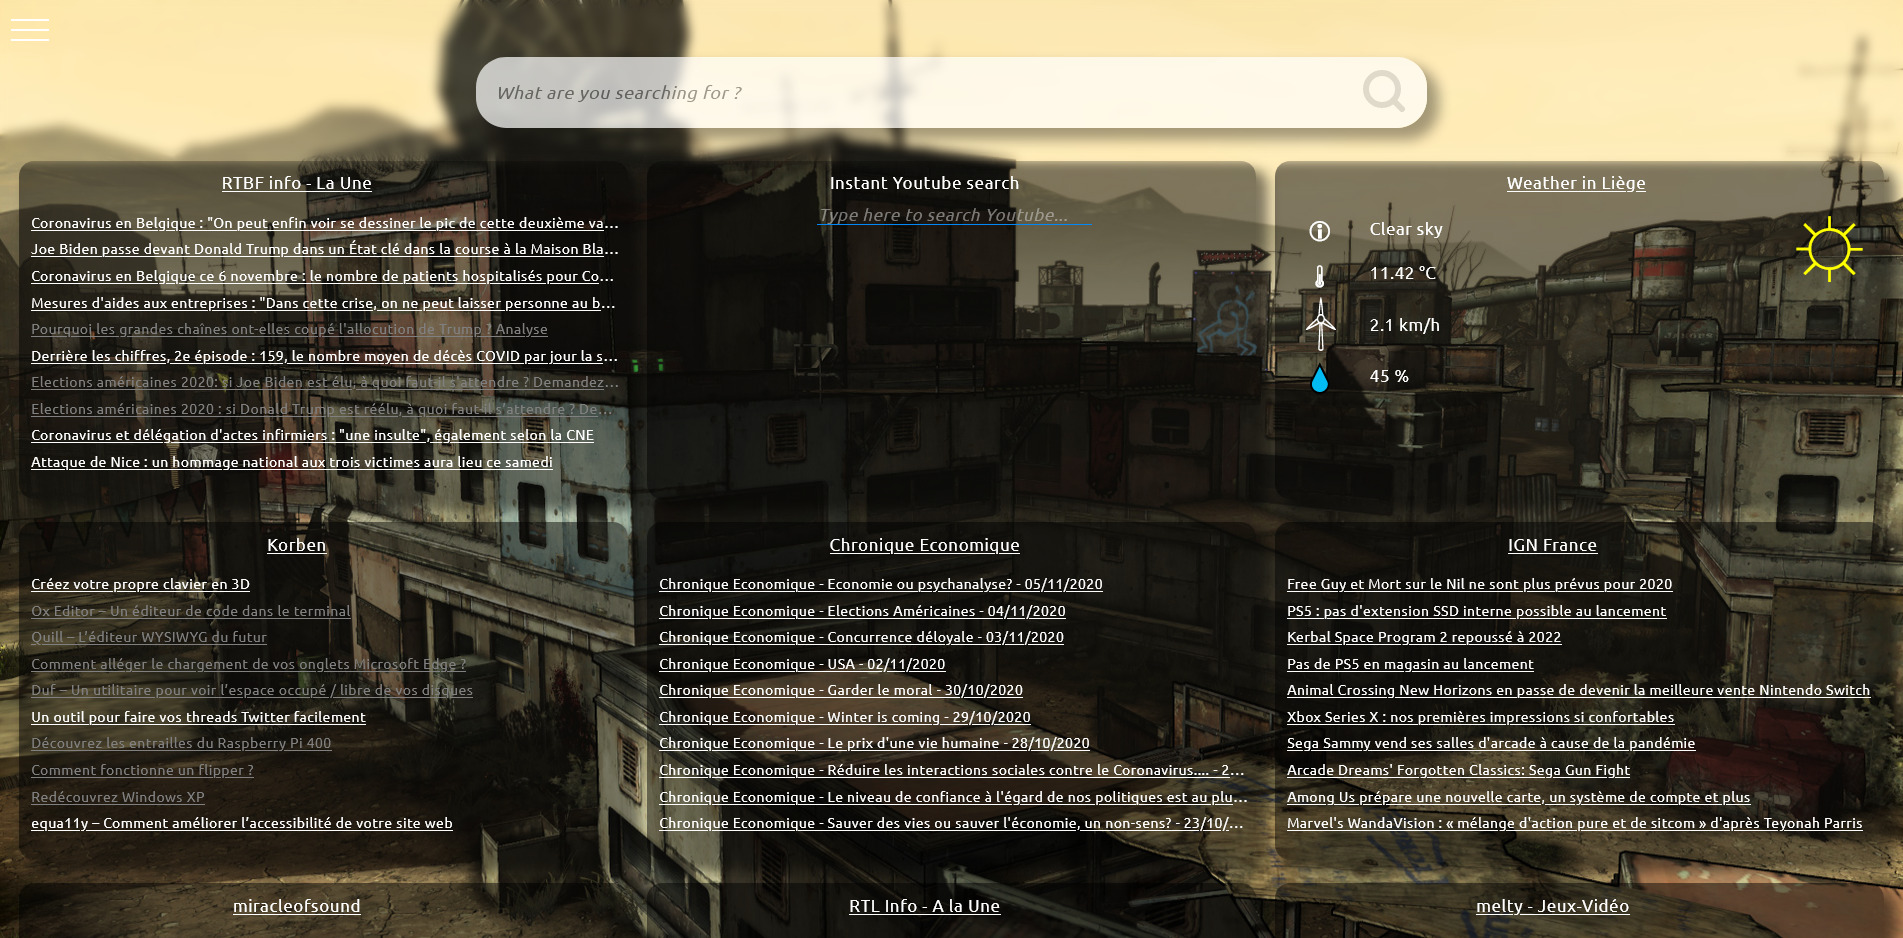 What are you searching for ?
RTBF info - La Une
Coronavirus en Belgique : "On peut enfin voir se dessiner le pic de cette deuxième va...
Joe Biden passe devant Donald Trump dans un État clé dans la course à la Maison Bla...
Coronavirus en Belgique ce 6 novembre : le nombre de patients hospitalisés pour Co...
Mesures d'aides aux entreprises : "Dans cette crise, on ne peut laisser personne au b...
Pourquoi les grandes chaînes ont-elles coupé l'allocution de Trump ? Analyse
Derrière les chiffres, 2e épisode : 159, le nombre moyen de décès COVID par jour la s...
Elections américaines 2020: si Joe Biden est élu, à quoi faut-il s'attendre ? Demandez...
Elections américaines 2020 : si Donald Trump est réélu, à quoi faut-il s'attendre ? De...
Coronavirus et délégation d'actes infirmiers : "une insulte", également selon la CNE
Attaque de Nice : un hommage national aux trois victimes aura lieu ce samedi
Instant Youtube search
Type here to search Youtube...
Weather in Liège
Clear sky
11.42 °C
2.1 km/h
45 %
Korben
Créez votre propre clavier en 3D
Ox Editor – Un éditeur de code dans le terminal
Quill – L’éditeur WYSIWYG du futur
Comment alléger le chargement de vos onglets Microsoft Edge ?
Duf – Un utilitaire pour voir l’espace occupé / libre de vos disques
Un outil pour faire vos threads Twitter facilement
Découvrez les entrailles du Raspberry Pi 400
Comment fonctionne un flipper ?
Redécouvrez Windows XP
equa11y – Comment améliorer l’accessibilité de votre site web
Chronique Economique
Chronique Economique - Economie ou psychanalyse? - 05/11/2020
Chronique Economique - Elections Américaines - 04/11/2020
Chronique Economique - Concurrence déloyale - 03/11/2020
Chronique Economique - USA - 02/11/2020
Chronique Economique - Garder le moral - 30/10/2020
Chronique Economique - Winter is coming - 29/10/2020
Chronique Economique - Le prix d'une vie humaine - 28/10/2020
Chronique Economique - Réduire les interactions sociales contre le Coronavirus.... - 2...
Chronique Economique - Le niveau de confiance à l'égard de nos politiques est au plu...
Chronique Economique - Sauver des vies ou sauver l'économie, un non-sens? - 23/10/...
IGN France
Free Guy et Mort sur le Nil ne sont plus prévus pour 2020
PS5 : pas d'extension SSD interne possible au lancement
Kerbal Space Program 2 repoussé à 2022
Pas de PS5 en magasin au lancement
Animal Crossing New Horizons en passe de devenir la meilleure vente Nintendo Switch
Xbox Series X : nos premières impressions si confortables
Sega Sammy vend ses salles d'arcade à cause de la pandémie
Arcade Dreams' Forgotten Classics: Sega Gun Fight
Among Us prépare une nouvelle carte, un système de compte et plus
Marvel's WandaVision : « mélange d'action pure et de sitcom » d'après Teyonah Parris
miracleofsound
RTL Info - A la Une
melty - Jeux-Vidéo